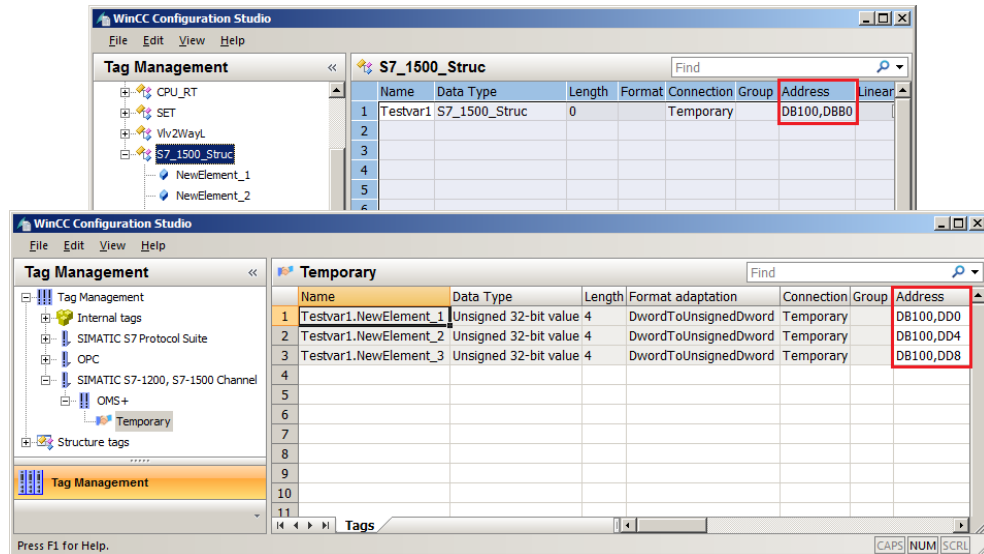 WinCC Configuration Studio
File Edit View Help
Tag Management « S7_1500_Struc Find
Name Data Type Length Format Connection Group Address Linear
1 Testvar1 S7_1500_Struc 0 Temporary DB100,DBB0
2
3
4
5
6
CPU_RT
SET
Vlv2WayL
S7_1500_Struc
NewElement_1
NewElement_2
WinCC Configuration Studio
File Edit View Help
Tag Management « Temporary Find
Name Data Type Length Format adaptation Connection Group Address
1 Testvar1.NewElement_1 Unsigned 32-bit value 4 DwordToUnsignedDword Temporary DB100,DD0
2 Testvar1.NewElement_2 Unsigned 32-bit value 4 DwordToUnsignedDword Temporary DB100,DD4
3 Testvar1.NewElement_3 Unsigned 32-bit value 4 DwordToUnsignedDword Temporary DB100,DD8
4
5
6
7
8
9
10
11
Tag Management
Internal tags
SIMATIC S7 Protocol Suite
OPC
SIMATIC S7-1200, S7-1500 Channel
OMS+
Temporary
Structure tags
Tag Management
Tags
Press F1 for Help. CAPS NUM SCRL